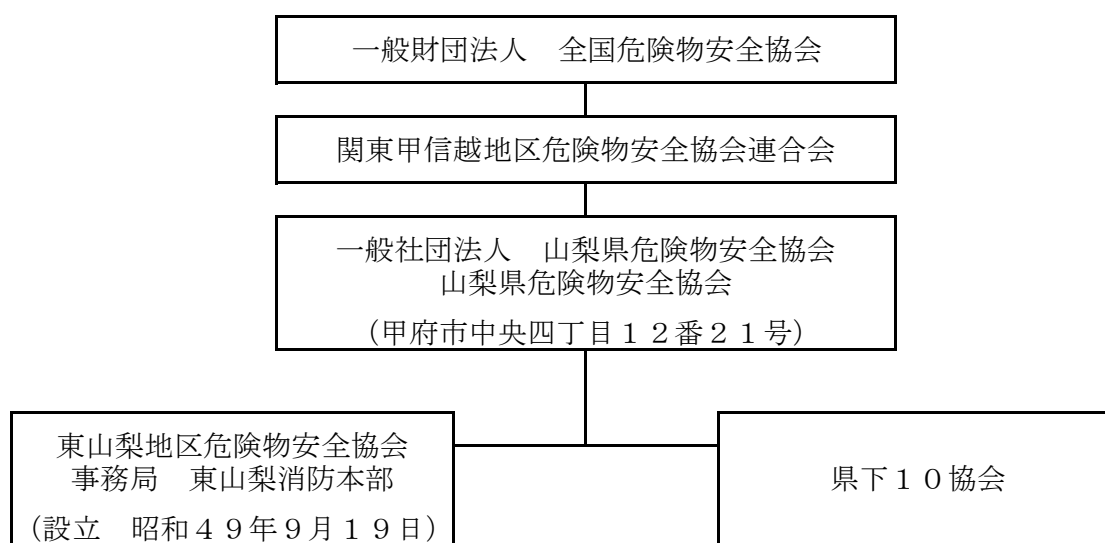 一般財団法人　全国危険物安全協会
関東甲信越地区危険物安全協会連合会
一般社団法人　山梨県危険物安全協会
山梨県危険物安全協会
（甲府市中央四丁目１２番２１号）
東山梨地区危険物安全協会
事務局　東山梨消防本部
（設立　昭和４９年９月１９日）
県下１０協会